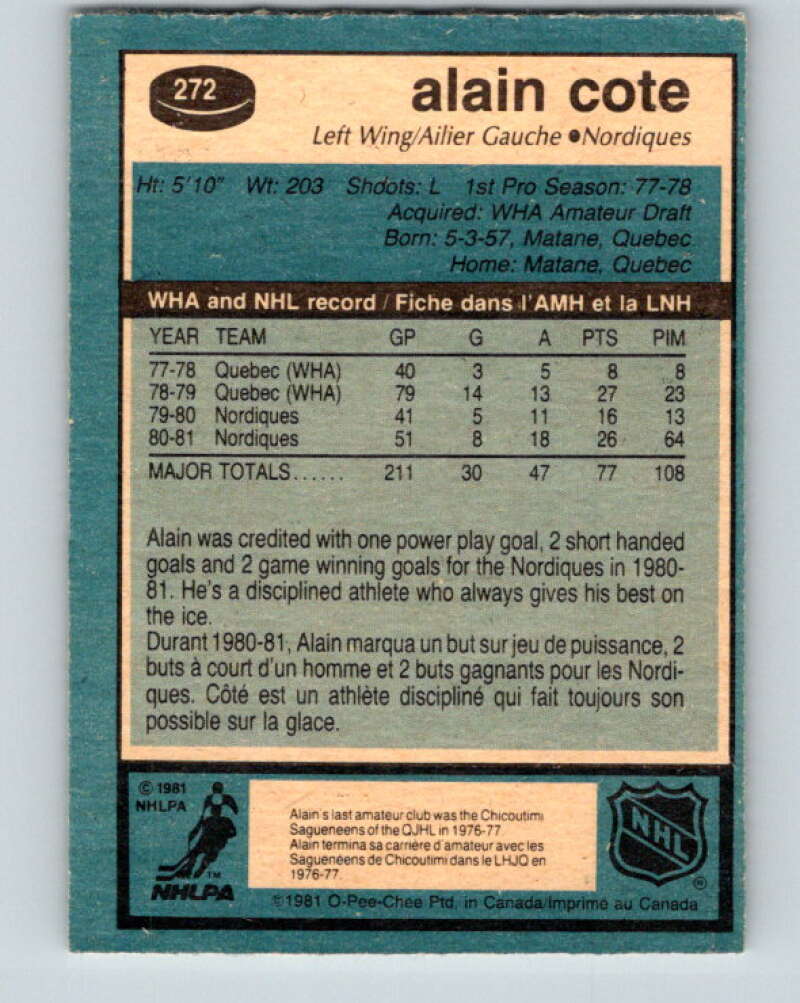 272
alain cote
Left Wing/Ailier Gauche ●Nordiques
Ht: 5'10" Wt: 203 Shdots: L 1st Pro Season: 77-78
Acquired: WHA Amateur Draft
Born: 5-3-57, Matane, Quebec
Home: Matane, Quebec
WHA and NHL record / Fiche dans l'AMH et la LNH
YEAR TEAM GP G A PTS PIM
77-78 Quebec (WHA) 40 3 5 8 8
78-79 Quebec (WHA) 79 14 13 27 23
79-80 Nordiques 41 5 11 16 13
80-81 Nordiques 51 8 18 26 64
MAJOR TOTALS...... 211 30 47 77 108
Alain was credited with one power play goal, 2 short handed
goals and 2 game winning goals for the Nordiques in 1980-
81. He's a disciplined athlete who always gives his best on
the ice.
Durant 1980-81, Alain marqua un but sur jeu de puissance, 2
buts à court d'un homme et 2 buts gagnants pour les Nordi-
ques. Côté est un athlète discipliné qui fait toujours son
possible sur la glace.
© 1981
NHLPA
TM
NHLPA
Alain's last amateur club was the Chicoutimi
Sagueneens of the QJHL in 1976-77.
Alain termina sa carrière d'amateur avec les
Saguenéens de Chicoutimi dans le LHJQ en
1976-77.
NHL
®
©1981 O-Pee-Chee Ptd. in Canada/Imprimé au Canada